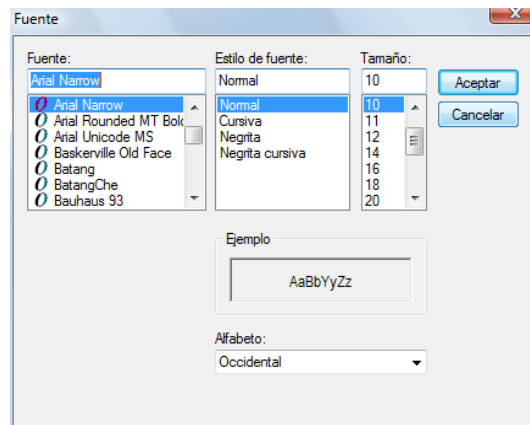 Fuente
Fuente:
Arial Narrow
Arial Narrow
Arial Rounded MT Bolc
Arial Unicode MS
Baskerville Old Face
Batang
BatangChe
Bauhaus 93
Estilo de fuente:
Normal
Normal
Cursiva
Negrita
Negrita cursiva
Tamaño:
10
10
11
12
14
16
18
20
Aceptar
Cancelar
Ejemplo
AaBbYyZz
Alfabeto:
Occidental